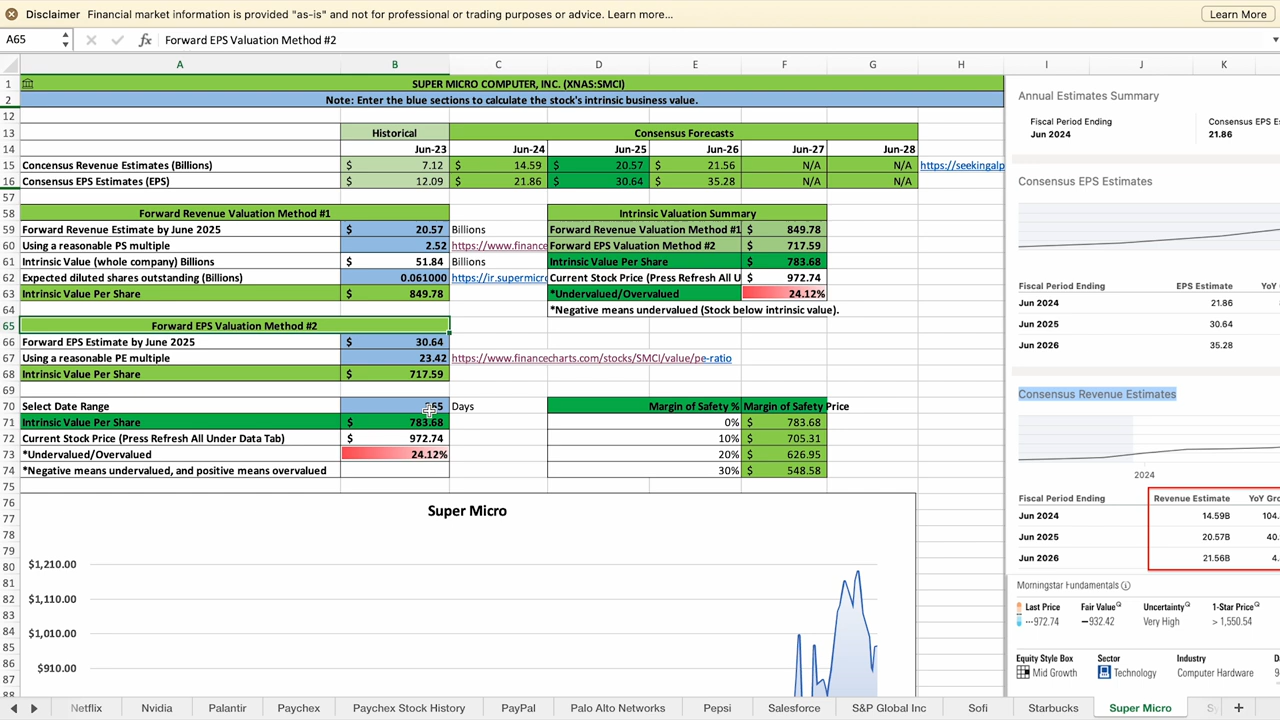 Disclaimer Financial market information is provided "as-is" and not for professional or trading purposes or advice. Learn more... Learn More
A65 fx Forward EPS Valuation Method #2
A B C D E F G H I J K
1 SUPER MICRO COMPUTER, INC. (XNAS:SMCI)
2 Note: Enter the blue sections to calculate the stock's intrinsic business value.
12
13 Historical Consensus Forecasts
14 Jun-23 Jun-24 Jun-25 Jun-26 Jun-27 Jun-28
15 Concensus Revenue Estimates (Billions) $ 7.12 $ 14.59 $ 20.57 $ 21.56 N/A N/A https://seekingalp
16 Consensus EPS Estimates (EPS) $ 12.09 $ 21.86 $ 30.64 $ 35.28 N/A N/A
57
58 Forward Revenue Valuation Method #1 Intrinsic Valuation Summary
59 Forward Revenue Estimate by June 2025 $ 20.57 Billions Forward Revenue Valuation Method #1 $ 849.78
60 Using a reasonable PS multiple 2.52 https://www.finance Forward EPS Valuation Method #2 $ 717.59
61 Intrinsic Value (whole company) Billions $ 51.84 Billions Intrinsic Value Per Share $ 783.68
62 Expected diluted shares outstanding (Billions) 0.061000 https://ir.supermicr Current Stock Price (Press Refresh All U $ 972.74
63 Intrinsic Value Per Share $ 849.78 *Undervalued/Overvalued 24.12%
64 *Negative means undervalued (Stock below intrinsic value).
65 Forward EPS Valuation Method #2
66 Forward EPS Estimate by June 2025 $ 30.64
67 Using a reasonable PE multiple 23.42 https://www.financecharts.com/stocks/SMCI/value/pe-ratio
68 Intrinsic Value Per Share $ 717.59
69
70 Select Date Range Days Margin of Safety % Margin of Safety Price
71 Intrinsic Value Per Share $ 783.68 0% $ 783.68
72 Current Stock Price (Press Refresh All Under Data Tab) $ 972.74 10% $ 705.31
73 *Undervalued/Overvalued 24.12% 20% $ 626.95
74 *Negative means undervalued, and positive means overvalued 30% $ 548.58
75
76 Super Micro
77
78
79
80 $1,210.00
81
82 $1,110.00
83
84 $1,010.00
85
86 $910.00
87
Annual Estimates Summary
Fiscal Period Ending Consensus EPS Es
Jun 2024 21.86
Consensus EPS Estimates
Fiscal Period Ending EPS Estimate YoY
Jun 2024 21.86
Jun 2025 30.64
Jun 2026 35.28
Consensus Revenue Estimates
2024
Fiscal Period Ending Revenue Estimate YoY Gro
Jun 2024 14.59B 104.
Jun 2025 20.57B 40.
Jun 2026 21.56B 4.
Morningstar Fundamentals
Last Price Fair Value Uncertainty 1-Star Price
972.74 932.42 Very High > 1,550.54
Equity Style Box Sector Industry
Mid Growth Technology Computer Hardware
Netflix Nvidia Palantir Paychex Paychex Stock History PayPal Palo Alto Networks Pepsi Salesforce S&P Global Inc Sofi Starbucks Super Micro